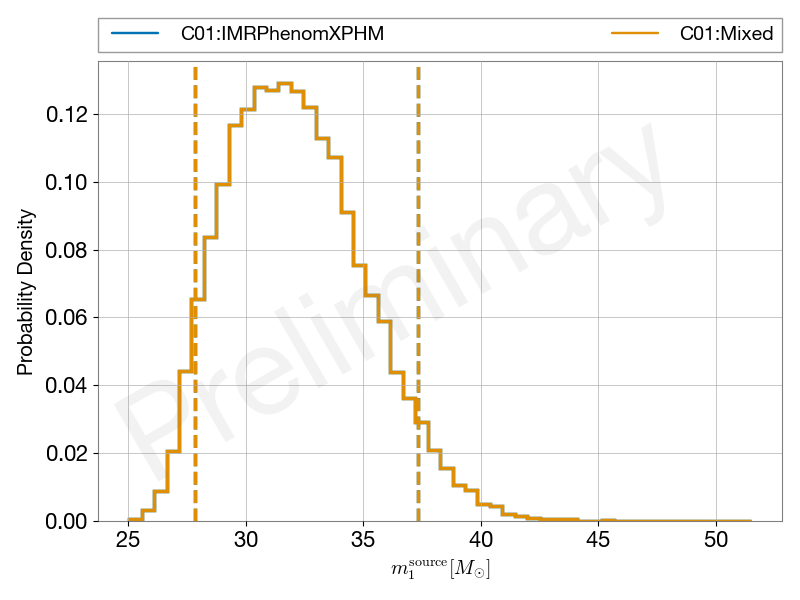 C01:IMRPhenomXPHM C01:Mixed
Probability Density
0.12
0.10
0.08
0.06
0.04
0.02
0.00
25 30 35 40 45 50
m₁^source [M⊙]
Preliminary